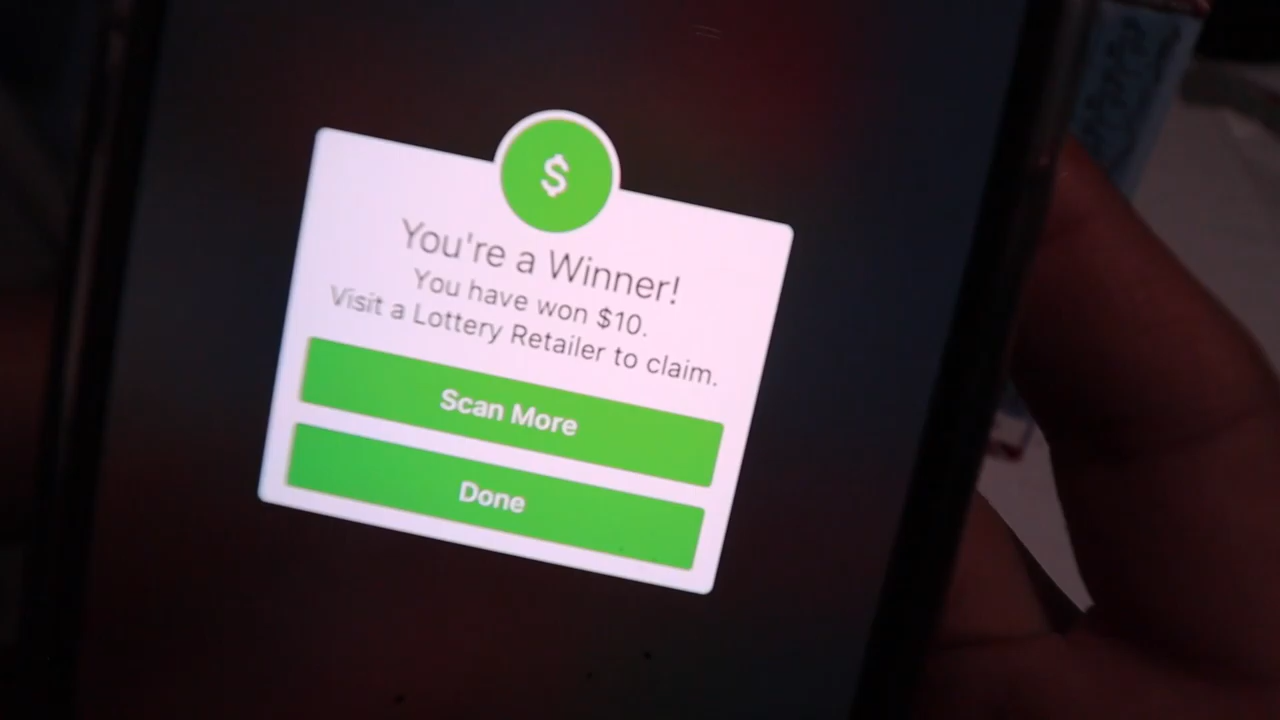 $
You're a Winner!
You have won $10.
Visit a Lottery Retailer to claim.
Scan More
Done